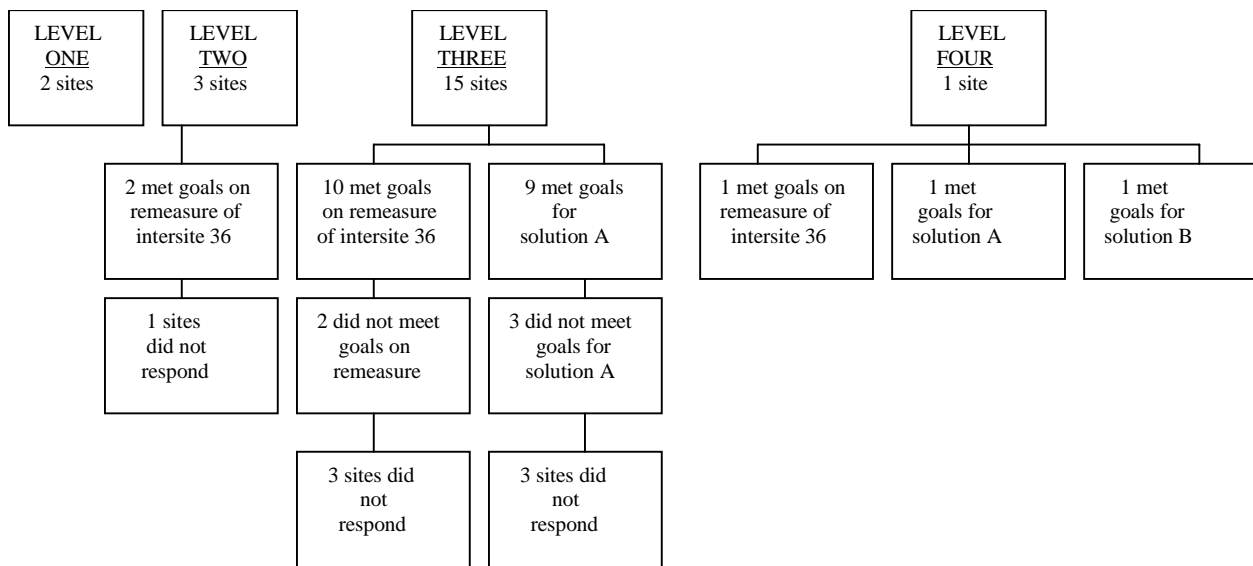 LEVEL
ONE
2 sites
LEVEL
TWO
3 sites
LEVEL
THREE
15 sites
LEVEL
FOUR
1 site
2 met goals on
remeasure of
intersite 36
10 met goals
on remeasure
of intersite 36
9 met goals
for
solution A
1 met goals on
remeasure of
intersite 36
1 met
goals for
solution A
1 met
goals for
solution B
1 sites
did not
respond
2 did not meet
goals on
remeasure
3 did not meet
goals for
solution A
3 sites did
not
respond
3 sites did
not
respond